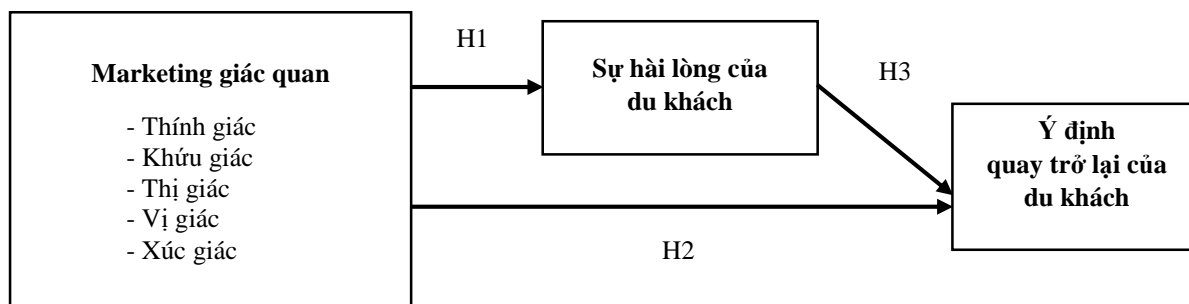 Marketing giác quan
- Thính giác
- Khứu giác
- Thị giác
- Vị giác
- Xúc giác
H1
Sự hài lòng của
du khách
H3
H2
Ý định
quay trở lại của
du khách